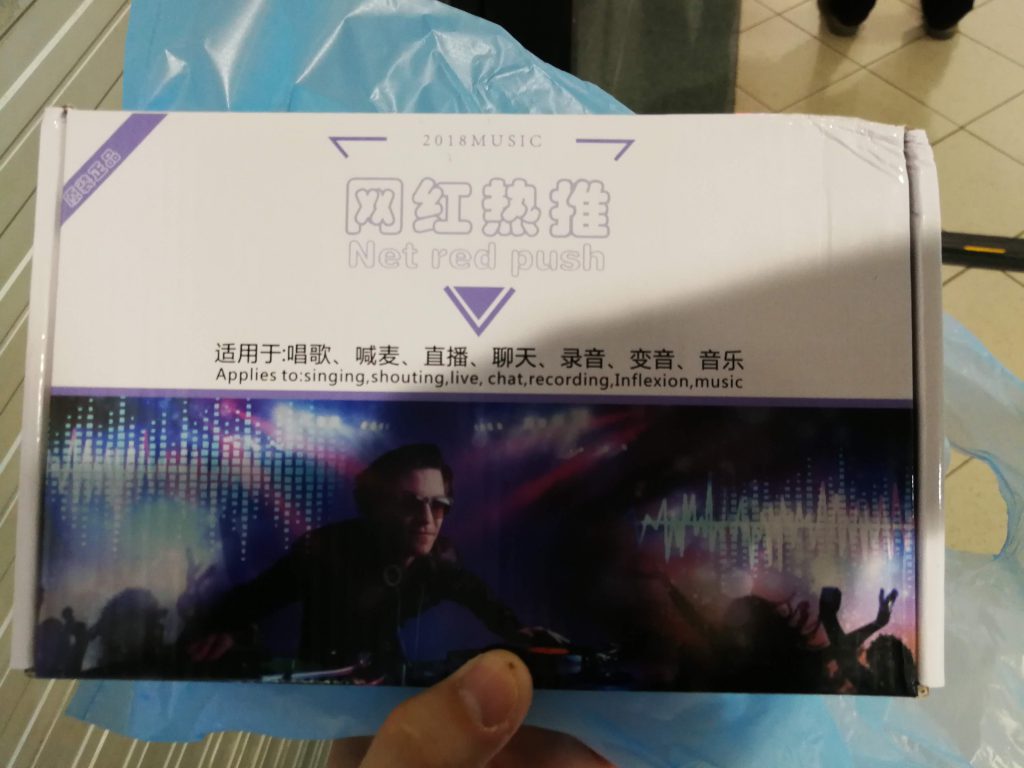 2018MUSIC
网红热推
Net red push
适用于:唱歌、喊麦、直播、聊天、录音、变音、音乐
Applies to:singing,shouting,live, chat,recording,Inflexion,music